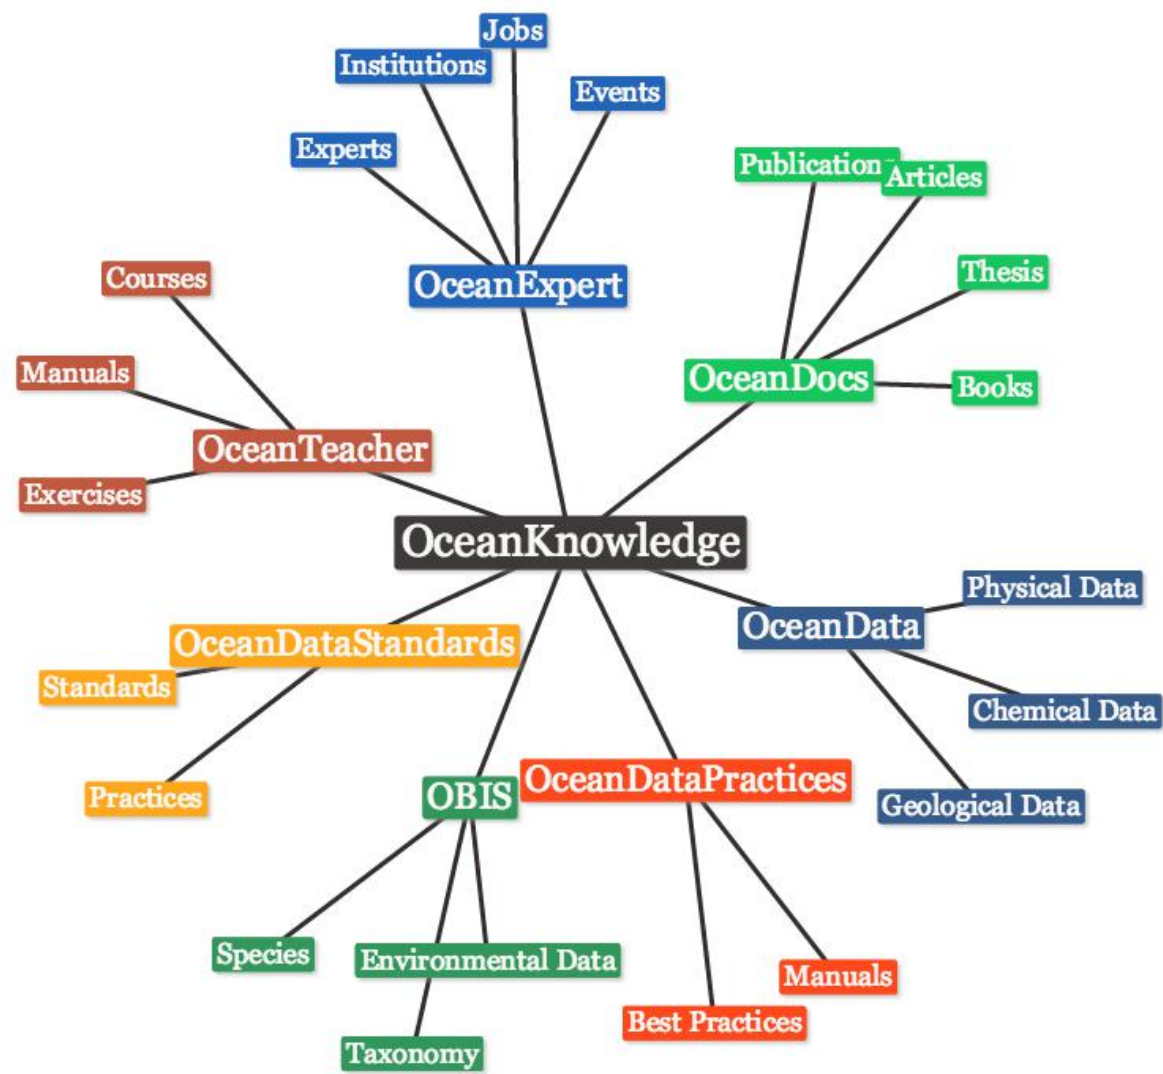 Jobs
Institutions
Events
Experts
Publication
Articles
Courses
Thesis
OceanExpert
Manuals
OceanDocs
Books
OceanTeacher
Exercises
OceanKnowledge
Physical Data
OceanData
OceanDataStandards
Standards
Chemical Data
Practices
OBIS
OceanDataPractices
Geological Data
Species
Environmental Data
Manuals
Best Practices
Taxonomy